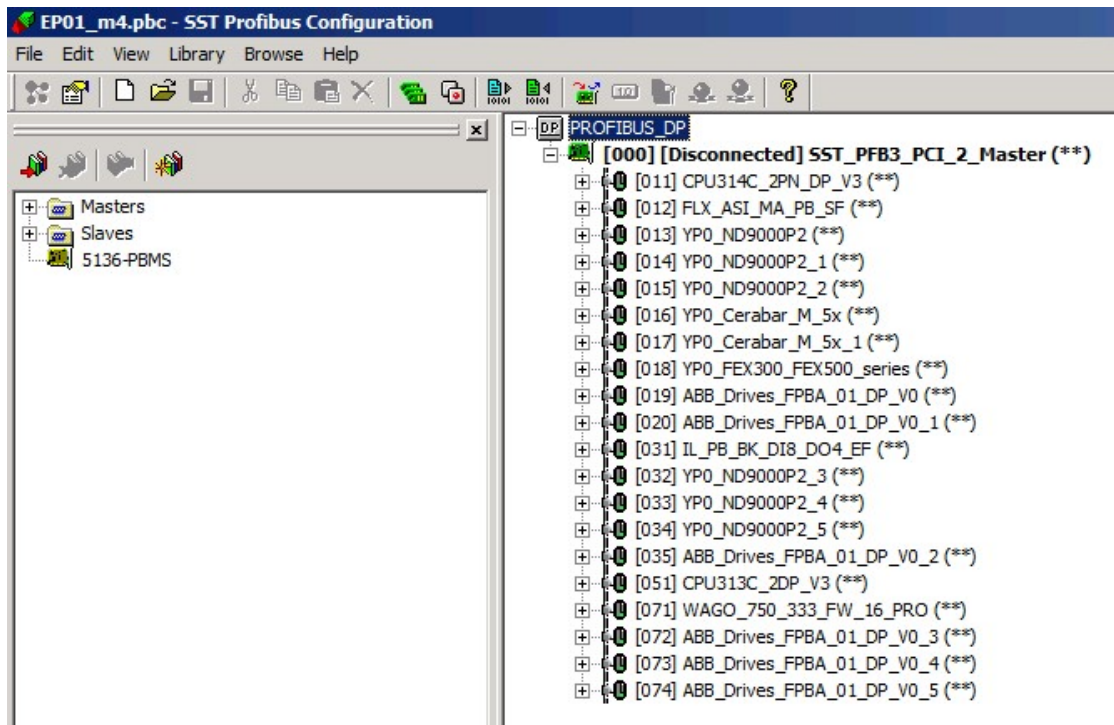 EP01_m4.pbc - SST Profibus Configuration
File Edit View Library Browse Help
Masters
Slaves
5136-PBMS
DP PROFIBUS_DP
[000] [Disconnected] SST_PFB3_PCI_2_Master (**)
[011] CPU314C_2PN_DP_V3 (**)
[012] FLX_ASI_MA_PB_SF (**)
[013] YP0_ND9000P2 (**)
[014] YP0_ND9000P2_1 (**)
[015] YP0_ND9000P2_2 (**)
[016] YP0_Cerabar_M_5x (**)
[017] YP0_Cerabar_M_5x_1 (**)
[018] YP0_FEX300_FEX500_series (**)
[019] ABB_Drives_FPBA_01_DP_V0 (**)
[020] ABB_Drives_FPBA_01_DP_V0_1 (**)
[031] IL_PB_BK_DI8_DO4_EF (**)
[032] YP0_ND9000P2_3 (**)
[033] YP0_ND9000P2_4 (**)
[034] YP0_ND9000P2_5 (**)
[035] ABB_Drives_FPBA_01_DP_V0_2 (**)
[051] CPU313C_2DP_V3 (**)
[071] WAGO_750_333_FW_16_PRO (**)
[072] ABB_Drives_FPBA_01_DP_V0_3 (**)
[073] ABB_Drives_FPBA_01_DP_V0_4 (**)
[074] ABB_Drives_FPBA_01_DP_V0_5 (**)